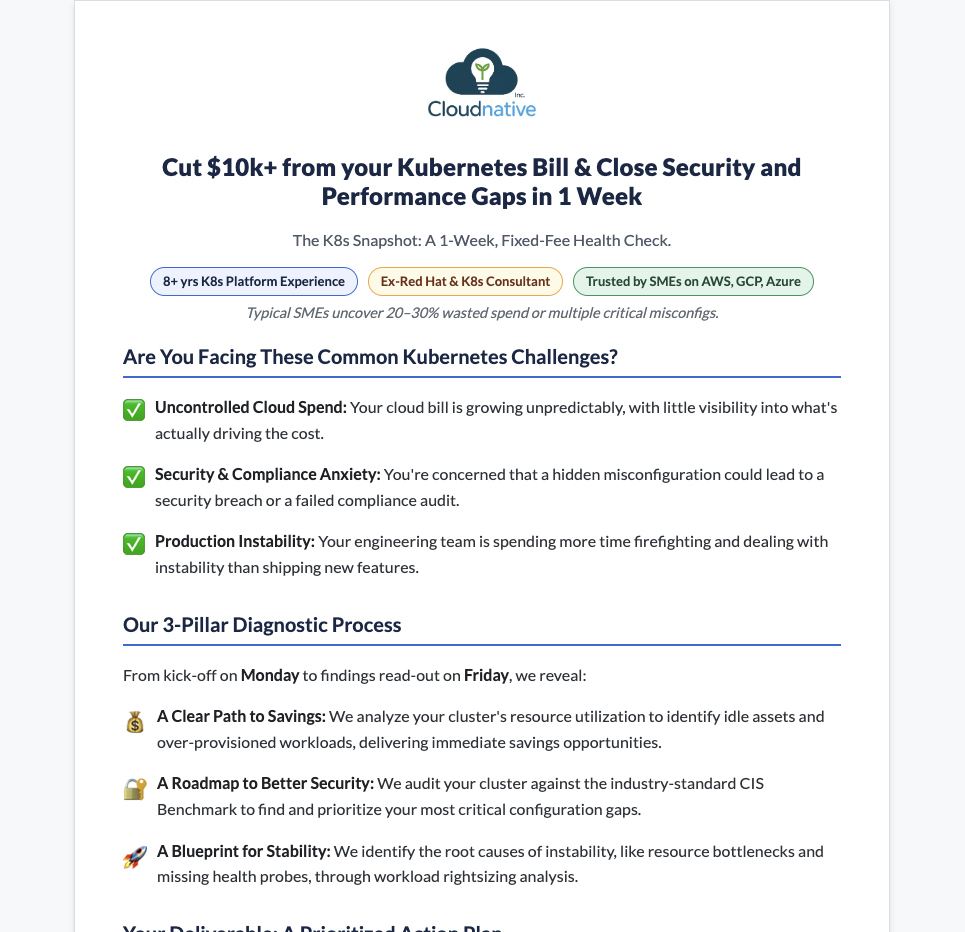 Inc.
Cloudnative
Cut $10k+ from your Kubernetes Bill & Close Security and
Performance Gaps in 1 Week
The K8s Snapshot: A 1-Week, Fixed-Fee Health Check.
8+ yrs K8s Platform Experience
Ex-Red Hat & K8s Consultant
Trusted by SMEs on AWS, GCP, Azure
Typical SMEs uncover 20–30% wasted spend or multiple critical misconfigs.
Are You Facing These Common Kubernetes Challenges?
Uncontrolled Cloud Spend: Your cloud bill is growing unpredictably, with little visibility into what's
actually driving the cost.
Security & Compliance Anxiety: You're concerned that a hidden misconfiguration could lead to a
security breach or a failed compliance audit.
Production Instability: Your engineering team is spending more time firefighting and dealing with
instability than shipping new features.
Our 3-Pillar Diagnostic Process
From kick-off on Monday to findings read-out on Friday, we reveal:
A Clear Path to Savings: We analyze your cluster's resource utilization to identify idle assets and
over-provisioned workloads, delivering immediate savings opportunities.
A Roadmap to Better Security: We audit your cluster against the industry-standard CIS
Benchmark to find and prioritize your most critical configuration gaps.
A Blueprint for Stability: We identify the root causes of instability, like resource bottlenecks and
missing health probes, through workload rightsizing analysis.
Your Deliverable: A Prioritized Action Plan